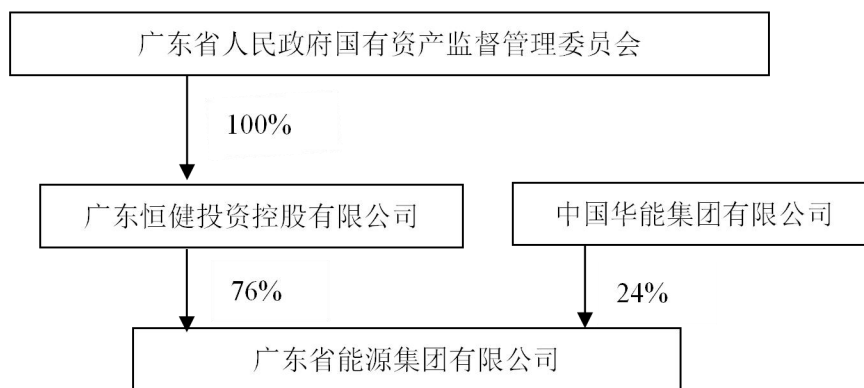 广东省人民政府国有资产监督管理委员会
100%
广东恒健投资控股有限公司
中国华能集团有限公司
76%
24%
广东省能源集团有限公司